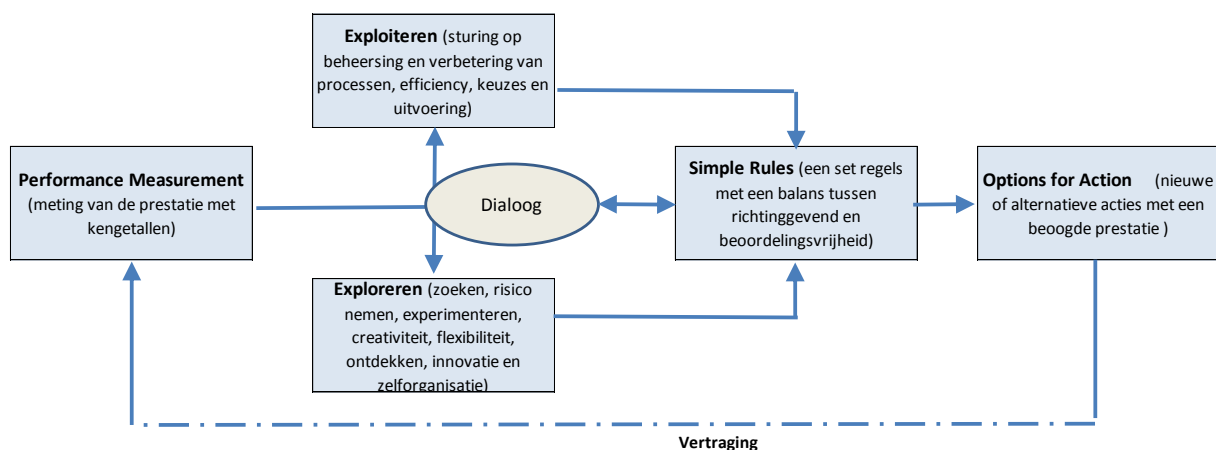 Exploiteren (sturing op
beheersing en verbetering van
processen, efficiency, keuzes en
uitvoering)
Performance Measurement
(meting van de prestatie met
kengetallen)
Dialoog
Simple Rules (een set regels
met een balans tussen
richtinggevend en
beoordelingsvrijheid)
Options for Action (nieuwe
of alternatieve acties met een
beoogde prestatie )
Exploreren (zoeken, risico
nemen, experimenteren,
creativiteit, flexibiliteit,
ontdekken, innovatie en
zelforganisatie)
Vertraging